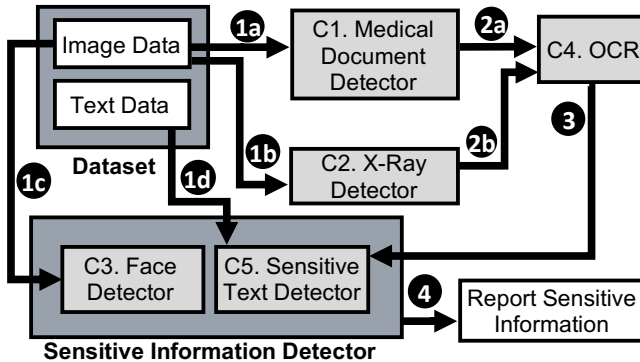 Image Data
Text Data
Dataset
1a
1b
1c
1d
C1. Medical
Document
Detector
C2. X-Ray
Detector
2a
2b
C4. OCR
3
C3. Face
Detector
C5. Sensitive
Text Detector
Sensitive Information Detector
4
Report Sensitive
Information